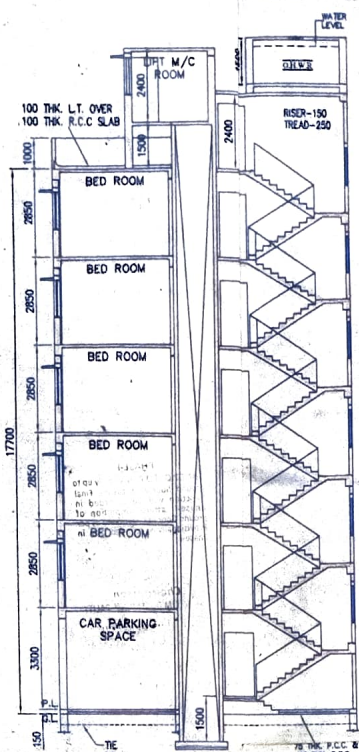 WATER
LEVEL
LIFT M/C
ROOM
O.H.W.R
2400
1500
100 THK. L.T. OVER
100 THK. R.C.C SLAB
RISER-150
TREAD-250
2400
1000
BED ROOM
2850
BED ROOM
2850
BED ROOM
2850
17700
BED ROOM
2850
BED ROOM
2850
CAR PARKING
SPACE
3300
1500
P.L
G.L
150
TIE
75 THK. P.C.C